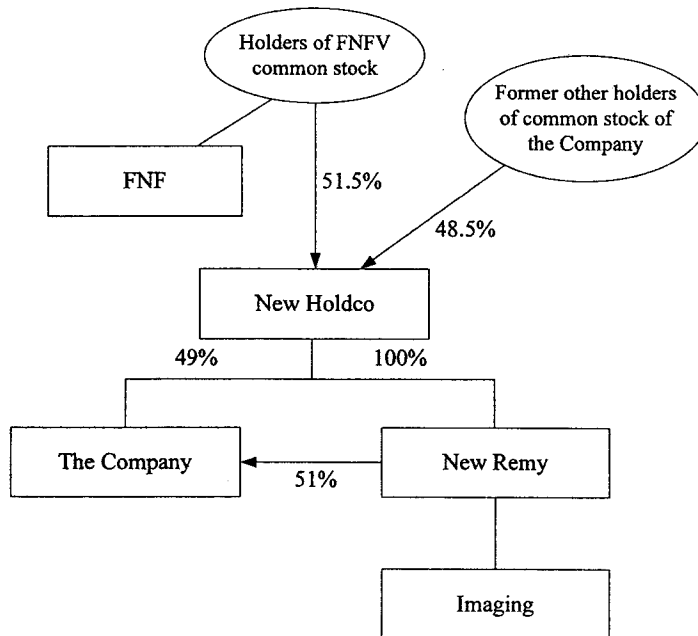 Holders of FNFV
common stock
Former other holders
of common stock of
the Company
FNF
51.5%
48.5%
New Holdco
49%
100%
The Company
51%
New Remy
Imaging